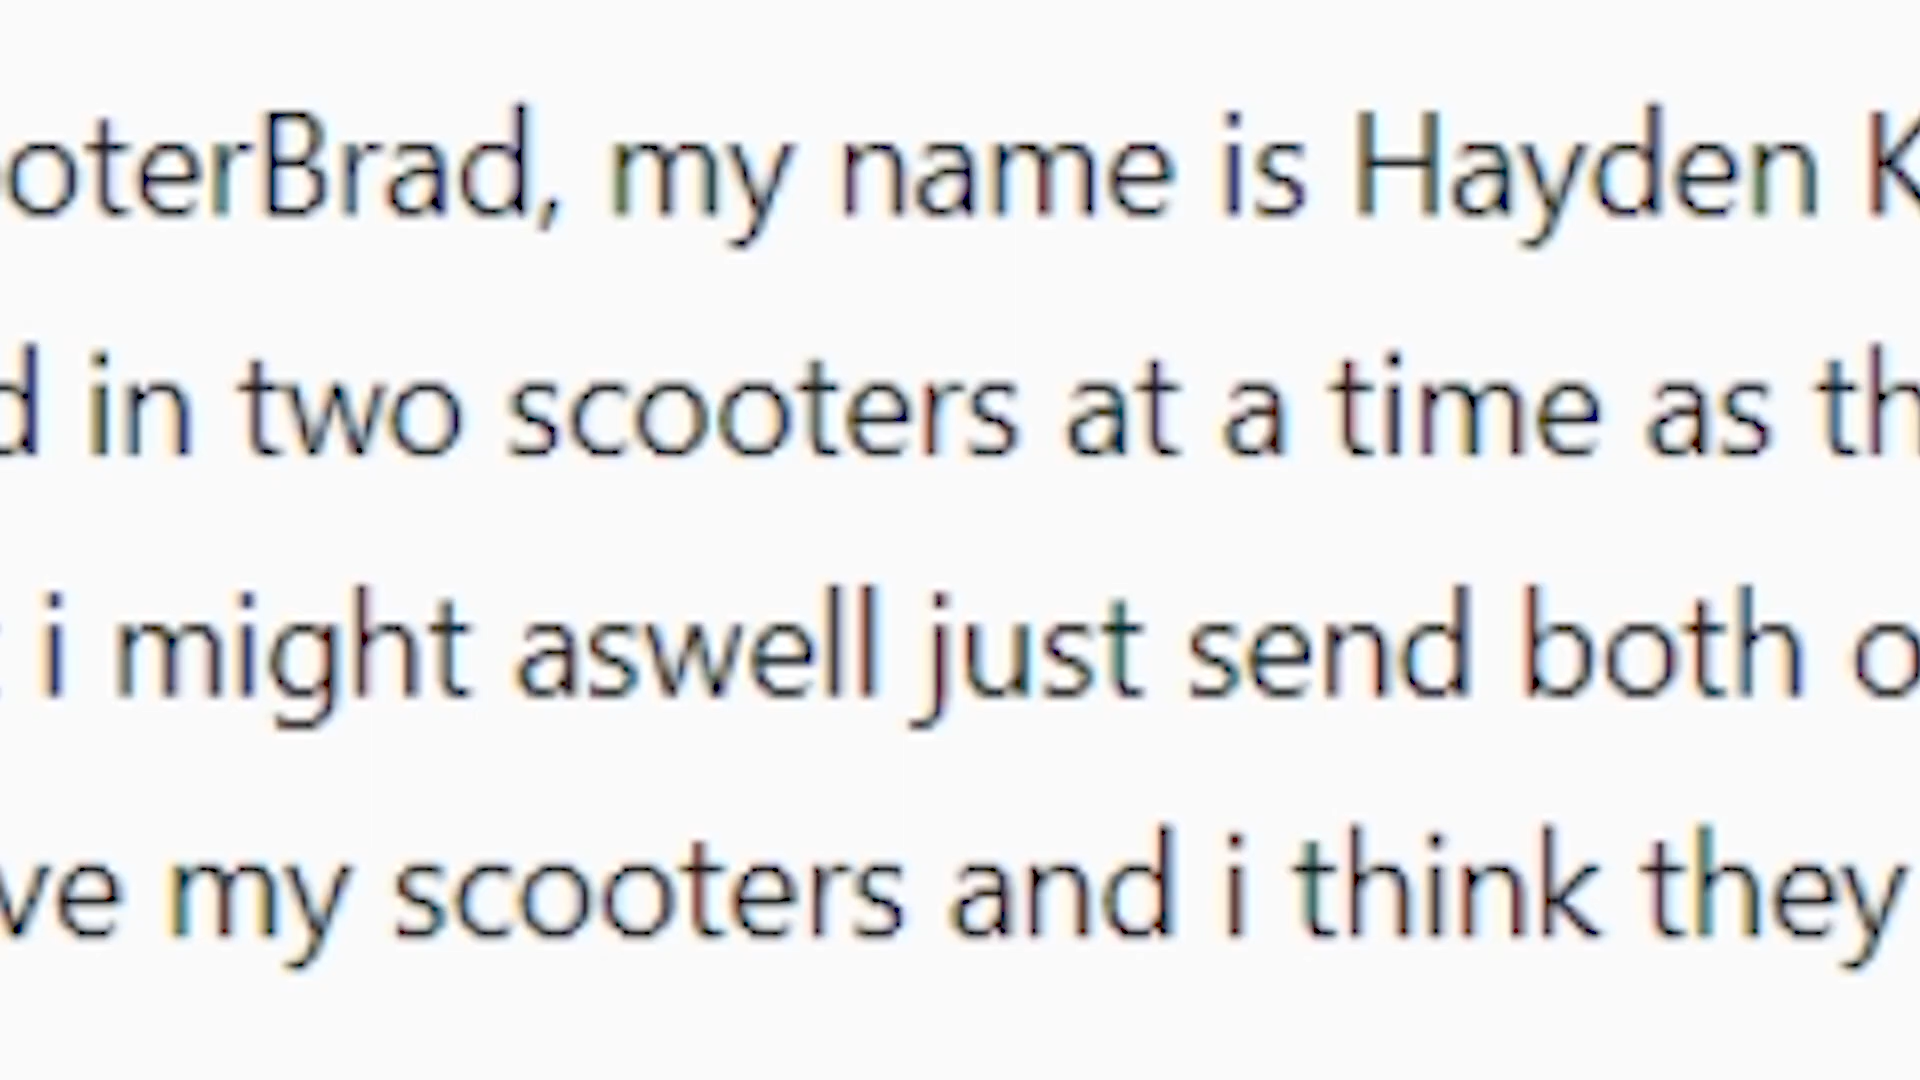 oterBrad, my name is Hayden K
d in two scooters at a time as th
i might aswell just send both o
ve my scooters and i think they